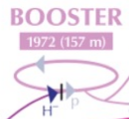 BOOSTER
1972 (157 m)
p
H⁻